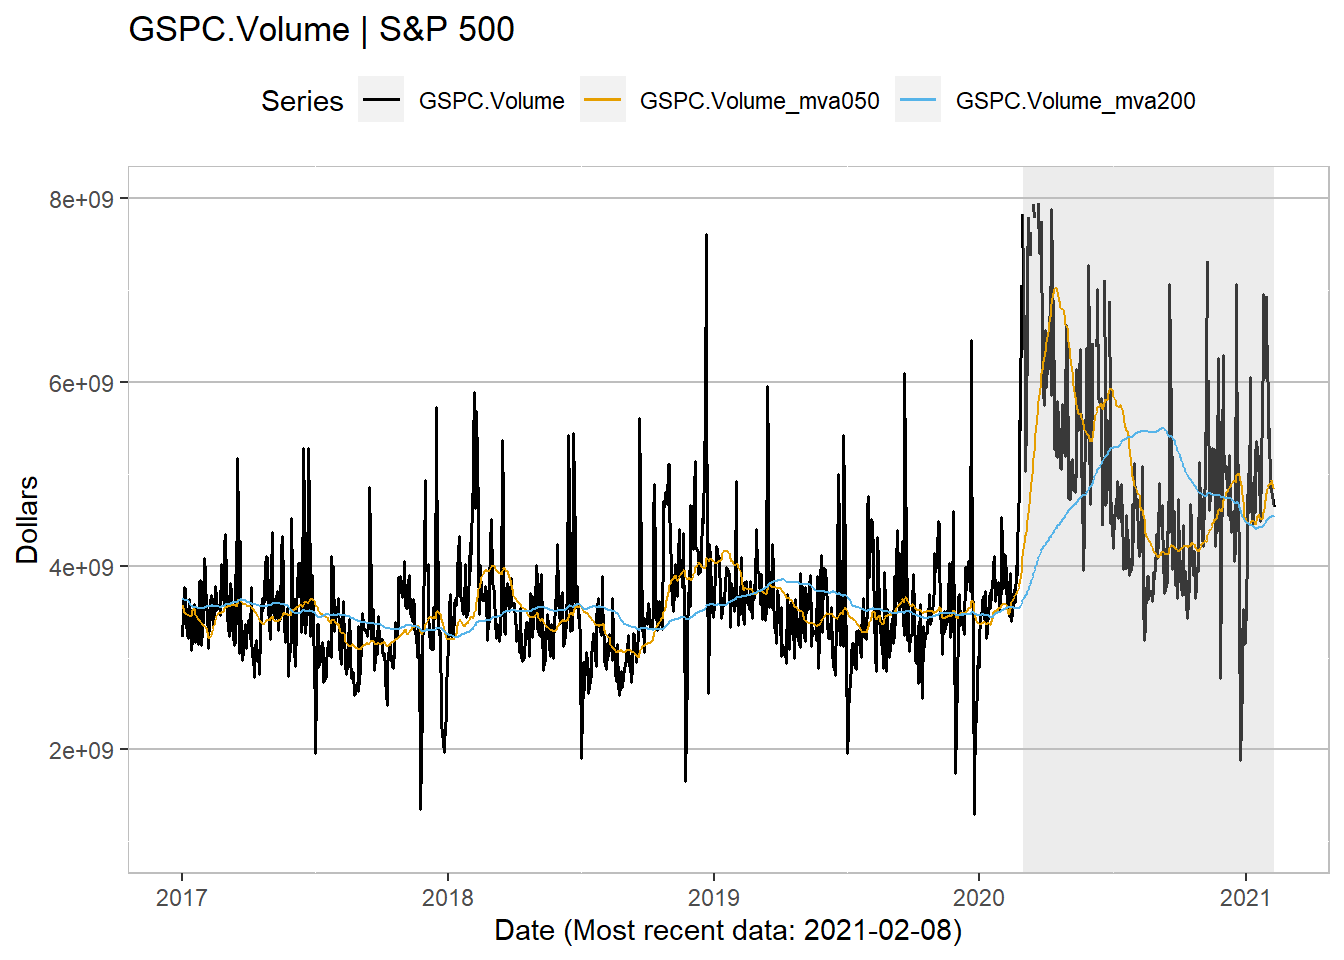 GSPC.Volume | S&P 500
Series GSPC.Volume GSPC.Volume_mva050 GSPC.Volume_mva200
8e+09
6e+09
4e+09
2e+09
Dollars
2017 2018 2019 2020 2021
Date (Most recent data: 2021-02-08)